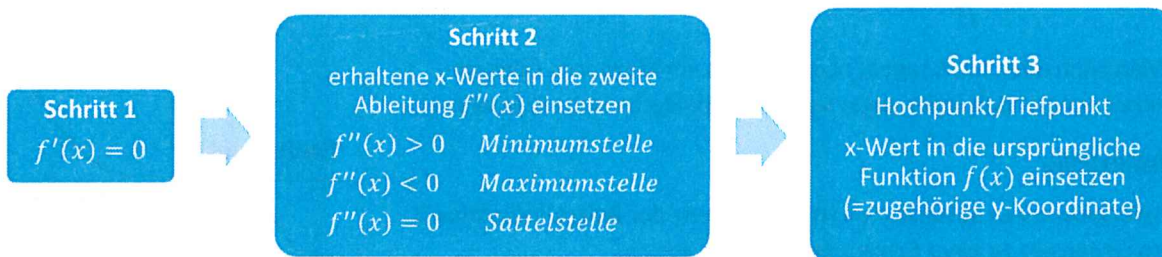 Schritt 1
f'(x) = 0
Schritt 2
erhaltene x-Werte in die zweite
Ableitung f''(x) einsetzen
f''(x) > 0 Minimumstelle
f''(x) < 0 Maximumstelle
f''(x) = 0 Sattelstelle
Schritt 3
Hochpunkt/Tiefpunkt
x-Wert in die ursprüngliche
Funktion f(x) einsetzen
(=zugehörige y-Koordinate)